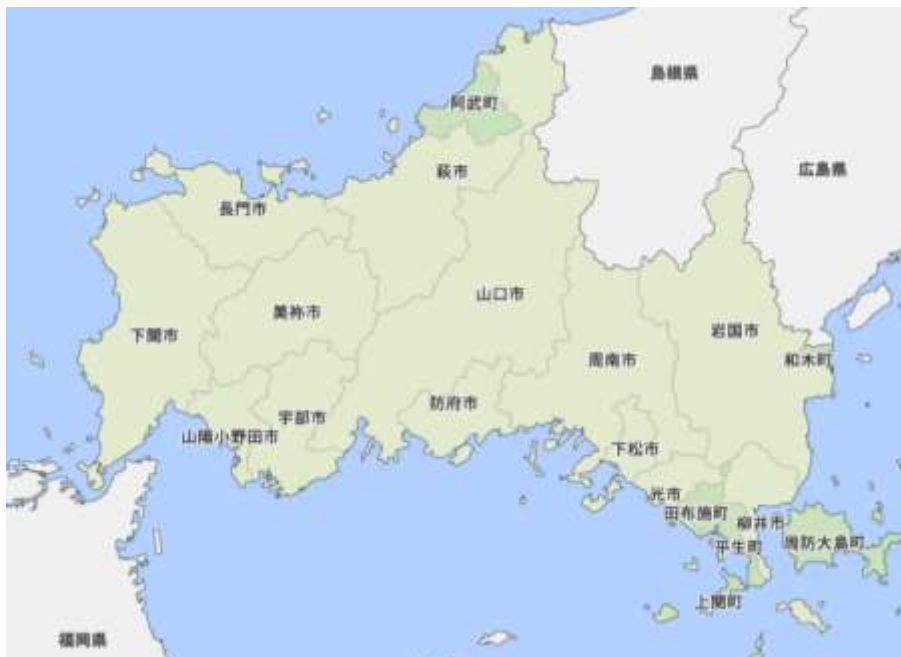 島根県
阿武町
広島県
萩市
長門市
山口市
美祢市
下関市
岩国市
周南市
和木町
防府市
宇部市
山陽小野田市
下松市
光市
田布施町
柳井市
平生町
周防大島町
上関町
福岡県